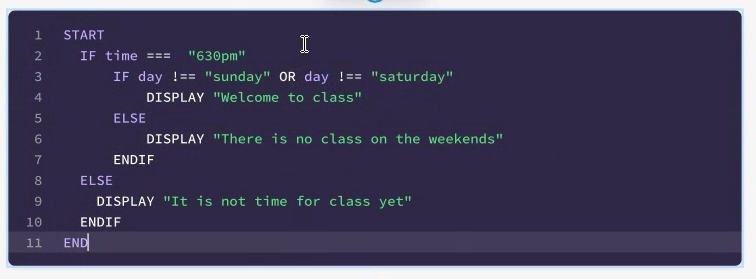 1 START
2 IF time === "630pm"
3 IF day !== "sunday" OR day !== "saturday"
4 DISPLAY "Welcome to class"
5 ELSE
6 DISPLAY "There is no class on the weekends"
7 ENDIF
8 ELSE
9 DISPLAY "It is not time for class yet"
10 ENDIF
11 END